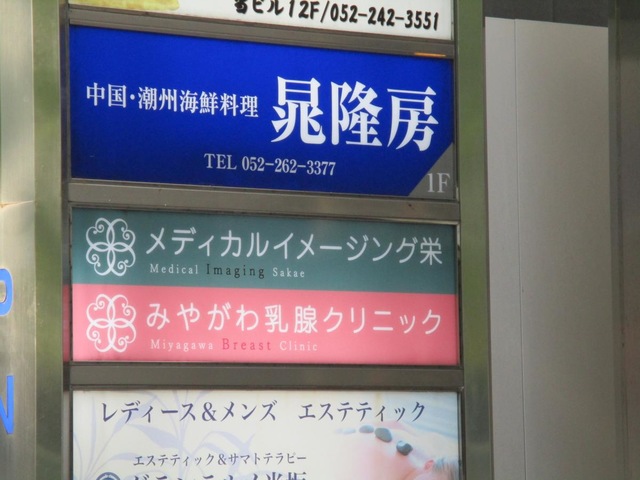 ビル12F/052-242-3551
中国・潮州海鮮料理 晁隆房
TEL 052-262-3377
1F
メディカルイメージング栄
Medical Imaging Sakae
みやがわ乳腺クリニック
Miyagawa Breast Clinic
レディース&メンズ エステティック
エステティック&サマトテラピー
P
N